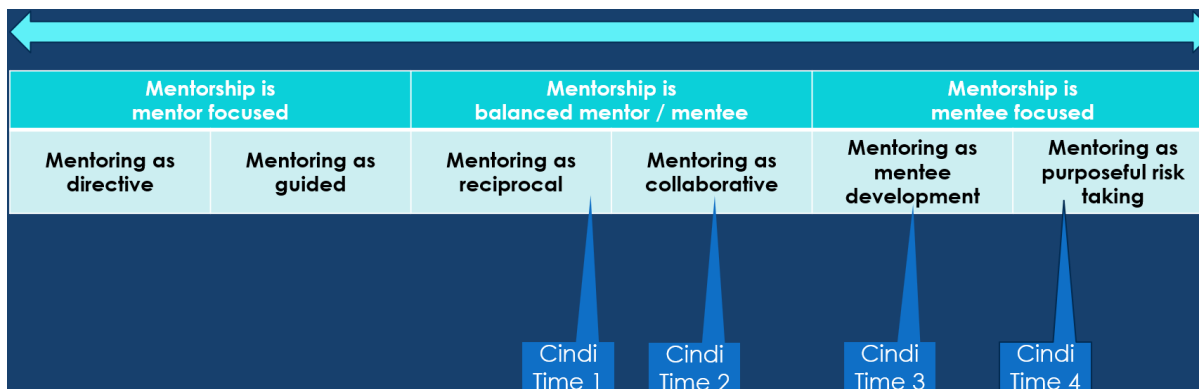 Mentorship is
mentor focused
Mentorship is
balanced mentor / mentee
Mentorship is
mentee focused
Mentoring as
directive
Mentoring as
guided
Mentoring as
reciprocal
Mentoring as
collaborative
Mentoring as
mentee
development
Mentoring as
purposeful risk
taking
Cindi
Time 1
Cindi
Time 2
Cindi
Time 3
Cindi
Time 4